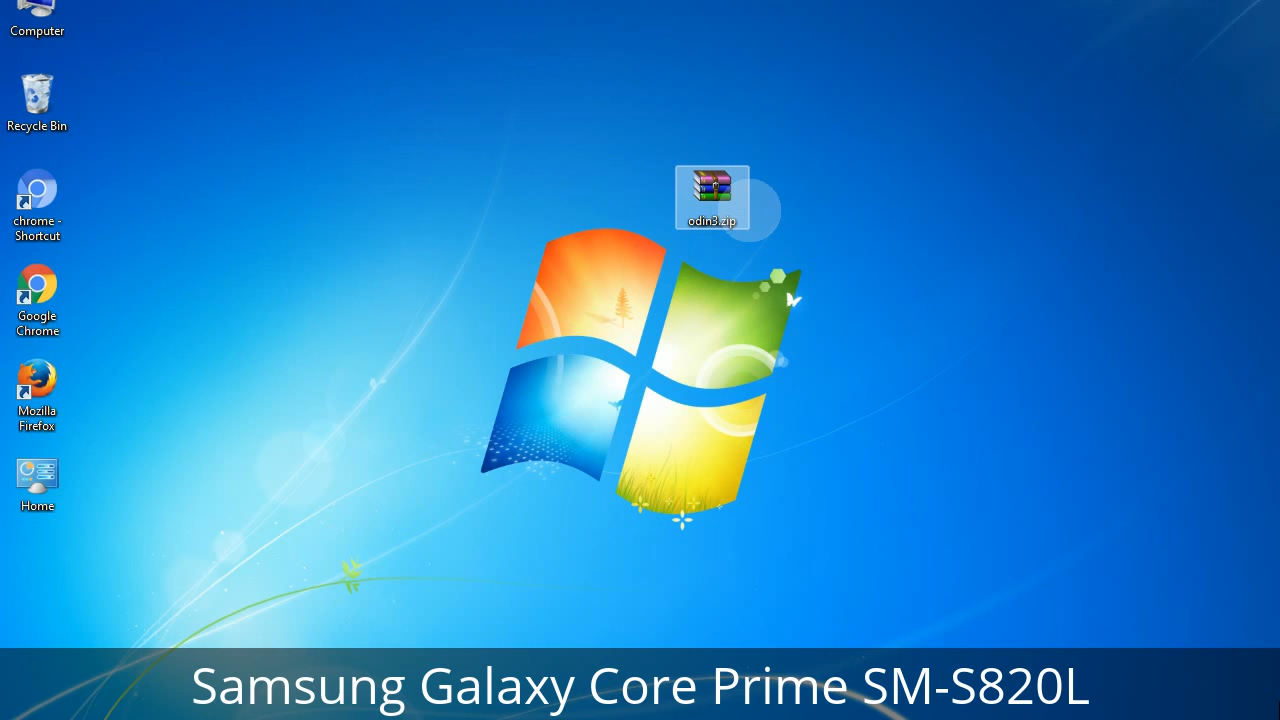 Computer
Recycle Bin
chrome -
Shortcut
Google
Chrome
Mozilla
Firefox
Home
odin3.zip
Samsung Galaxy Core Prime SM-S820L